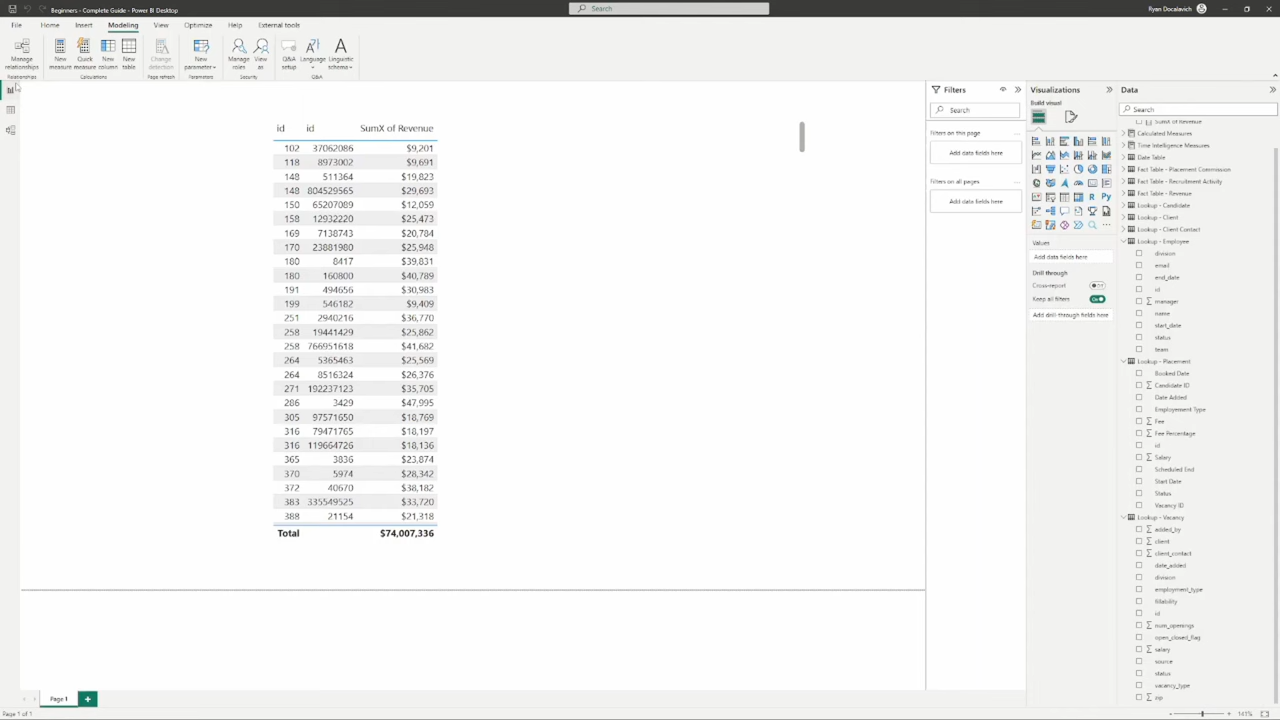 Beginners - Complete Guide - Power BI Desktop
Search
Ryan Docalavich
File Home Insert Modeling View Optimize Help External tools
Manage relationships
New measure
Quick measure
New column
New table
Change detection
New parameter
Manage roles
View as
Q&A setup
Language
Linguistic schema
Relationships
Calculations
Page refresh
Parameters
Security
Q&A
id id SumX of Revenue
102 37062086 $9,201
118 8973002 $9,691
148 511364 $10,823
148 804529565 $29,693
150 65207089 $12,059
158 129322287 $25,473
169 7138743 $3,784
170 23881980 $25,948
180 8417 $39,831
180 160800 $40,789
191 494656 $30,983
199 546182 $9,409
251 2940216 $36,770
258 19441429 $25,862
258 766951618 $41,682
264 5365463 $25,569
264 8516324 $26,376
271 192237123 $35,705
286 3429 $47,995
305 97571650 $18,769
316 79471765 $18,197
316 119664726 $18,136
365 3836 $23,874
370 5974 $28,342
372 40670 $38,182
383 335549525 $33,720
388 21154 $21,318
Total $74,007,336
Page 1
Page 1 of 1
Filters
Search
Filters on this page
Add data fields here
Filters on all pages
Add data fields here
Visualizations
Build visual
Values
Add data fields here
Drill through
Cross-report
Off
Keep all filters
On
Add drill through fields here
Data
Search
SumX of Revenue
Calculated Measures
Time Intelligence Measures
Date Table
Fact Table - Placement Commission
Fact Table - Recruitment Activity
Fact Table - Revenue
Lookup - Candidate
Lookup - Client
Lookup - Client Contact
Lookup - Employee
division
email
end_date
id
manager
name
start_date
status
team
Lookup - Placement
Booked Date
Candidate ID
Date Added
Employement Type
Fee
Fee Percentage
id
Salary
Scheduled End
Start Date
Status
Vacancy ID
Lookup - Vacancy
added_by
client
client_contact
date_added
division
employment_type
fillability
id
num_openings
open_closed_flag
salary
source
status
vacancy_type
zip
141%